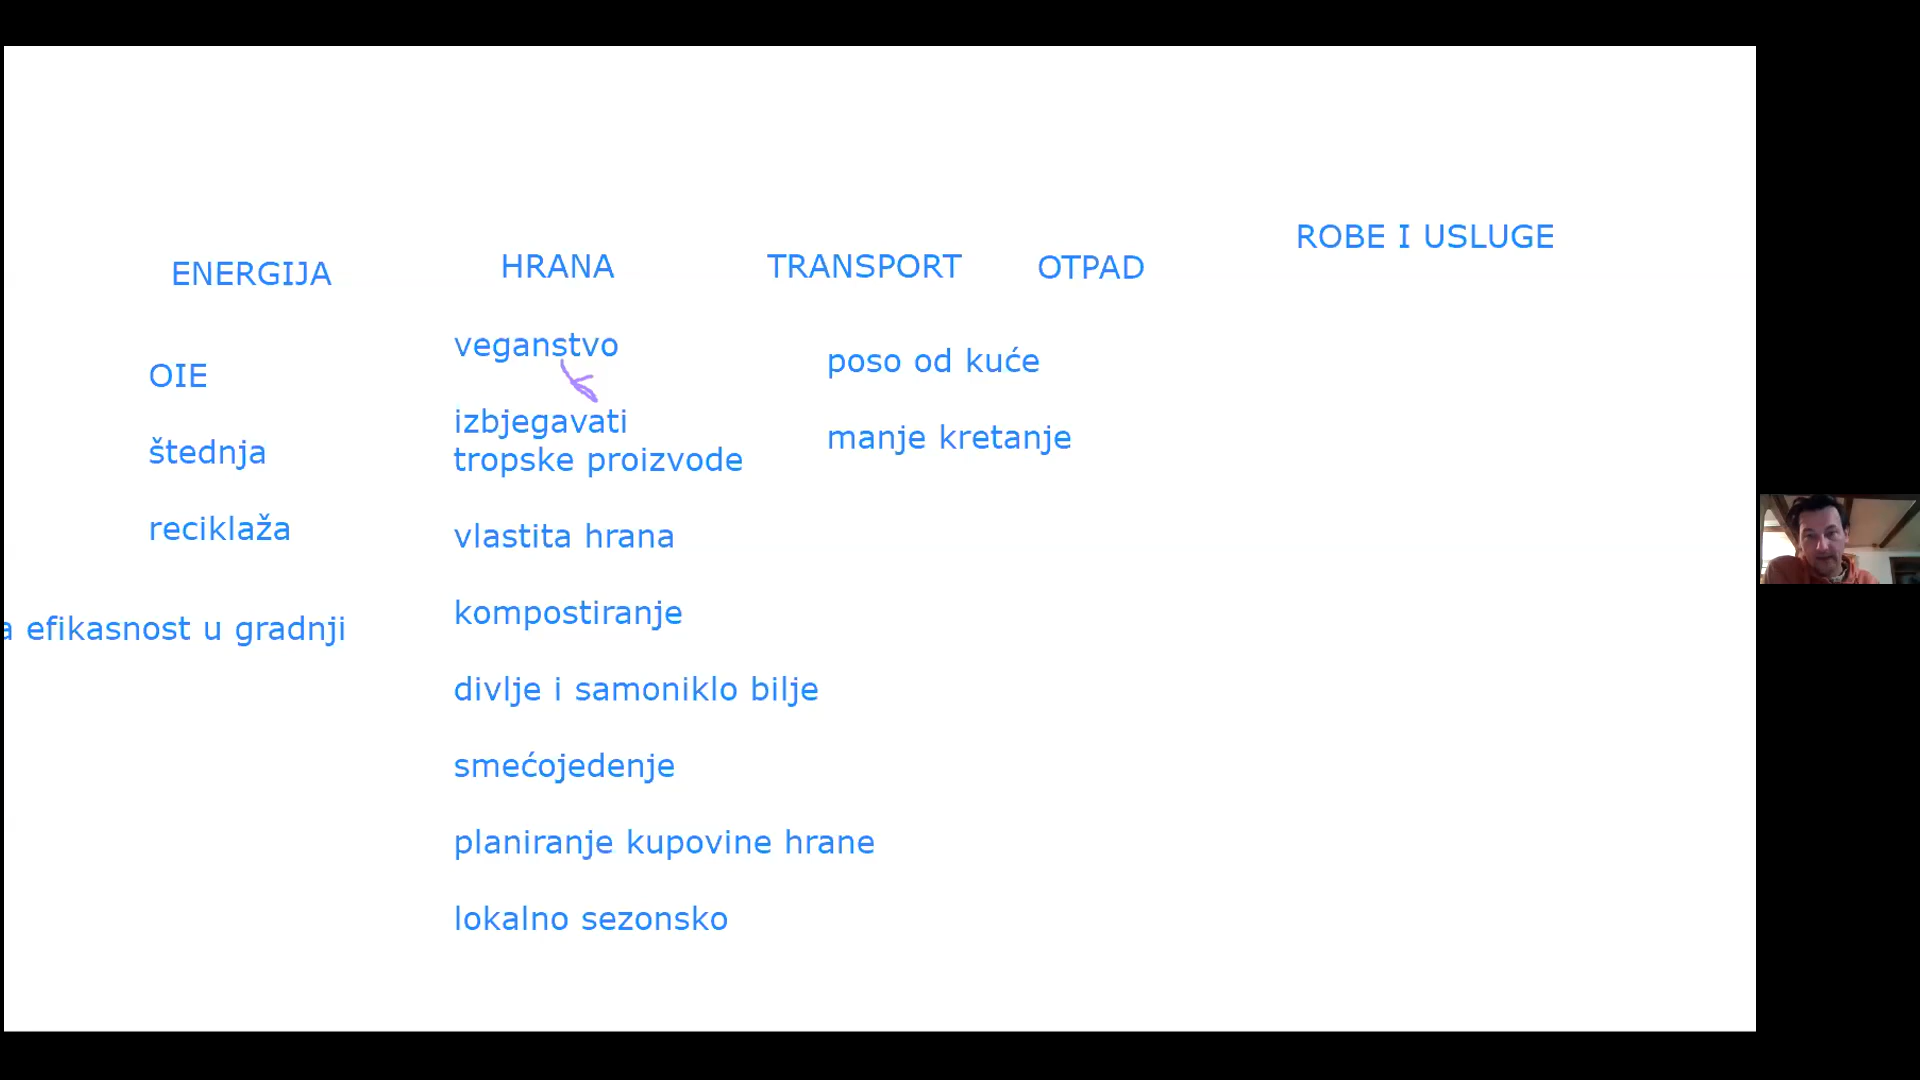 ENERGIJA
OIE
štednja
reciklaža
efikasnost u gradnji
HRANA
veganstvo
izbjegavati
tropske proizvode
vlastita hrana
kompostiranje
divlje i samoniklo bilje
smećojedenje
planiranje kupovine hrane
lokalno sezonsko
TRANSPORT
poso od kuće
manje kretanje
OTPAD
ROBE I USLUGE